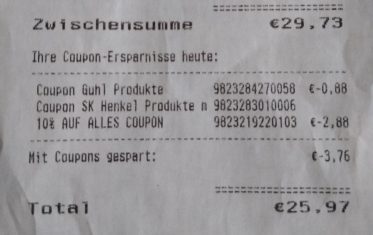 Zwischensumme €29,73
Ihre Coupon-Ersparnisse heute:
Coupon Guhl Produkte 9823284270058 €-0,88
Coupon SK Henkel Produkte n 9823283010006
10% AUF ALLES COUPON 9823219220103 €-2,88
Mit Coupons gespart: €-3,76
Total €25,97